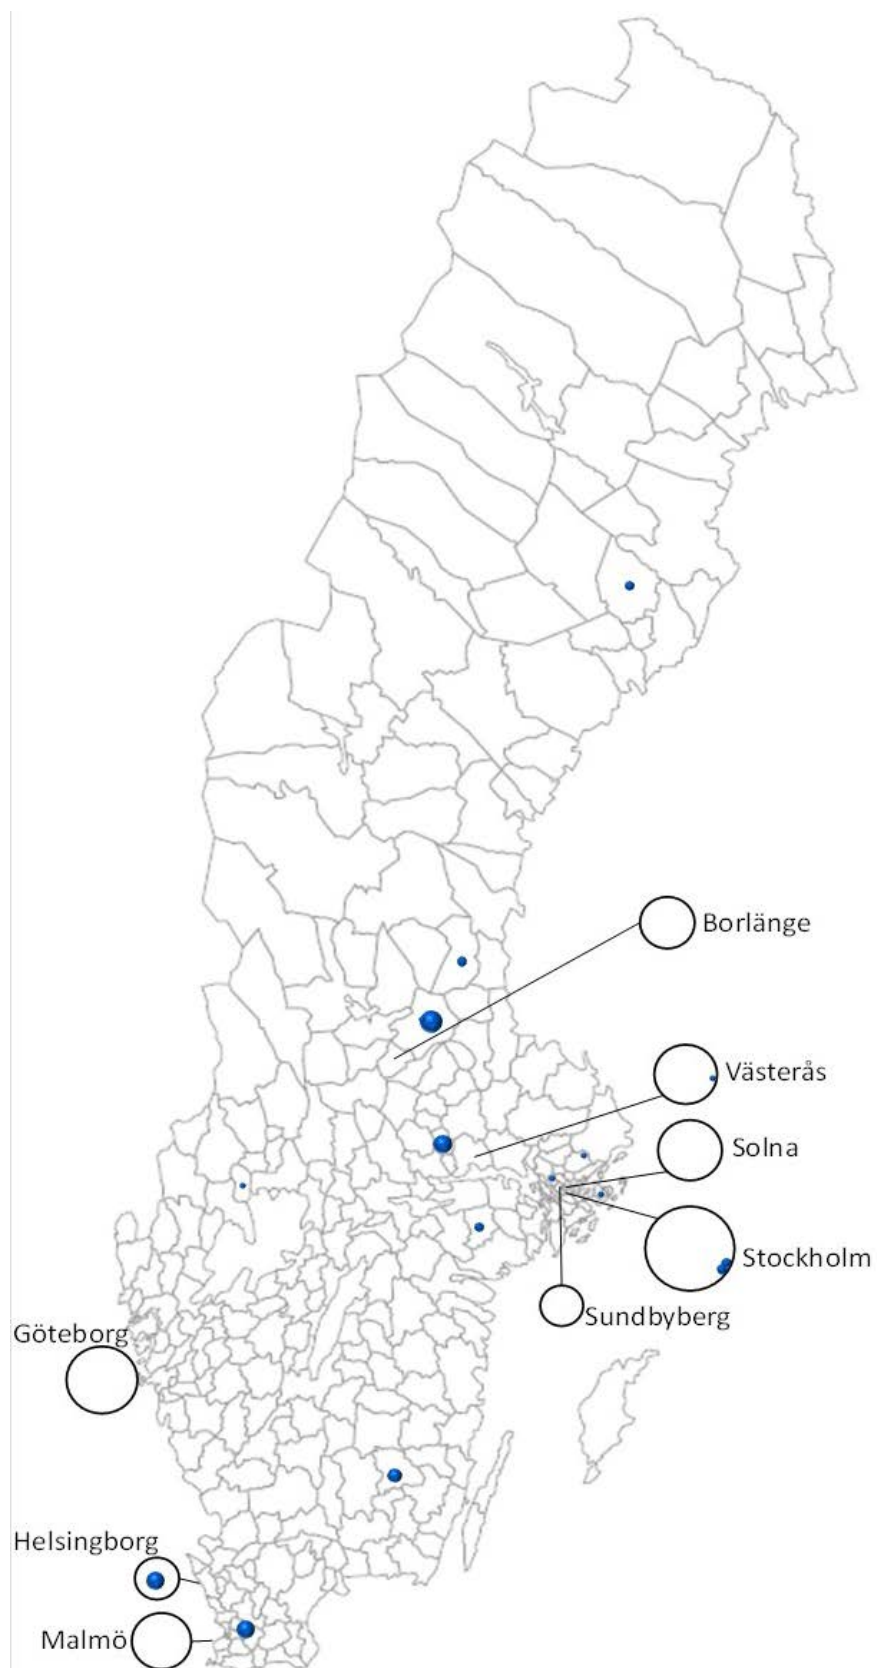 Borlänge
Västerås
Solna
Stockholm
Sundbyberg
Göteborg
Helsingborg
Malmö